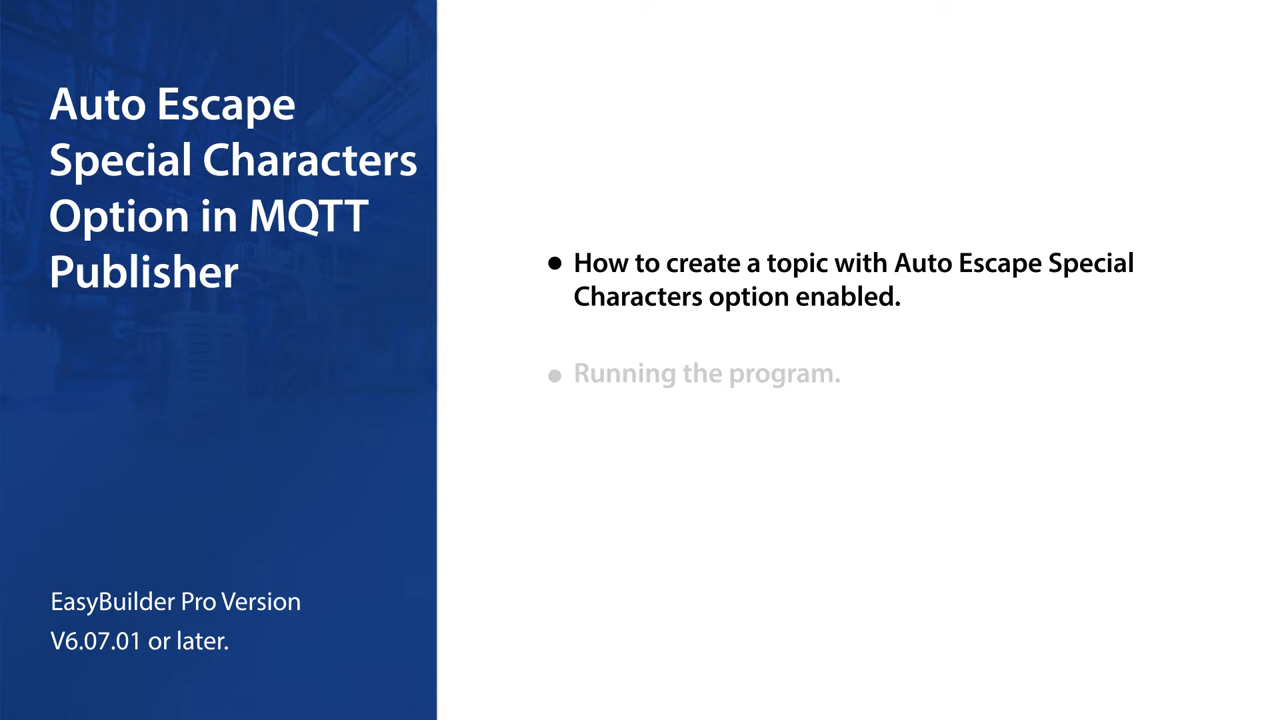 Auto Escape
Special Characters
Option in MQTT
Publisher
● How to create a topic with Auto Escape Special
Characters option enabled.
● Running the program.
EasyBuilder Pro Version
V6.07.01 or later.